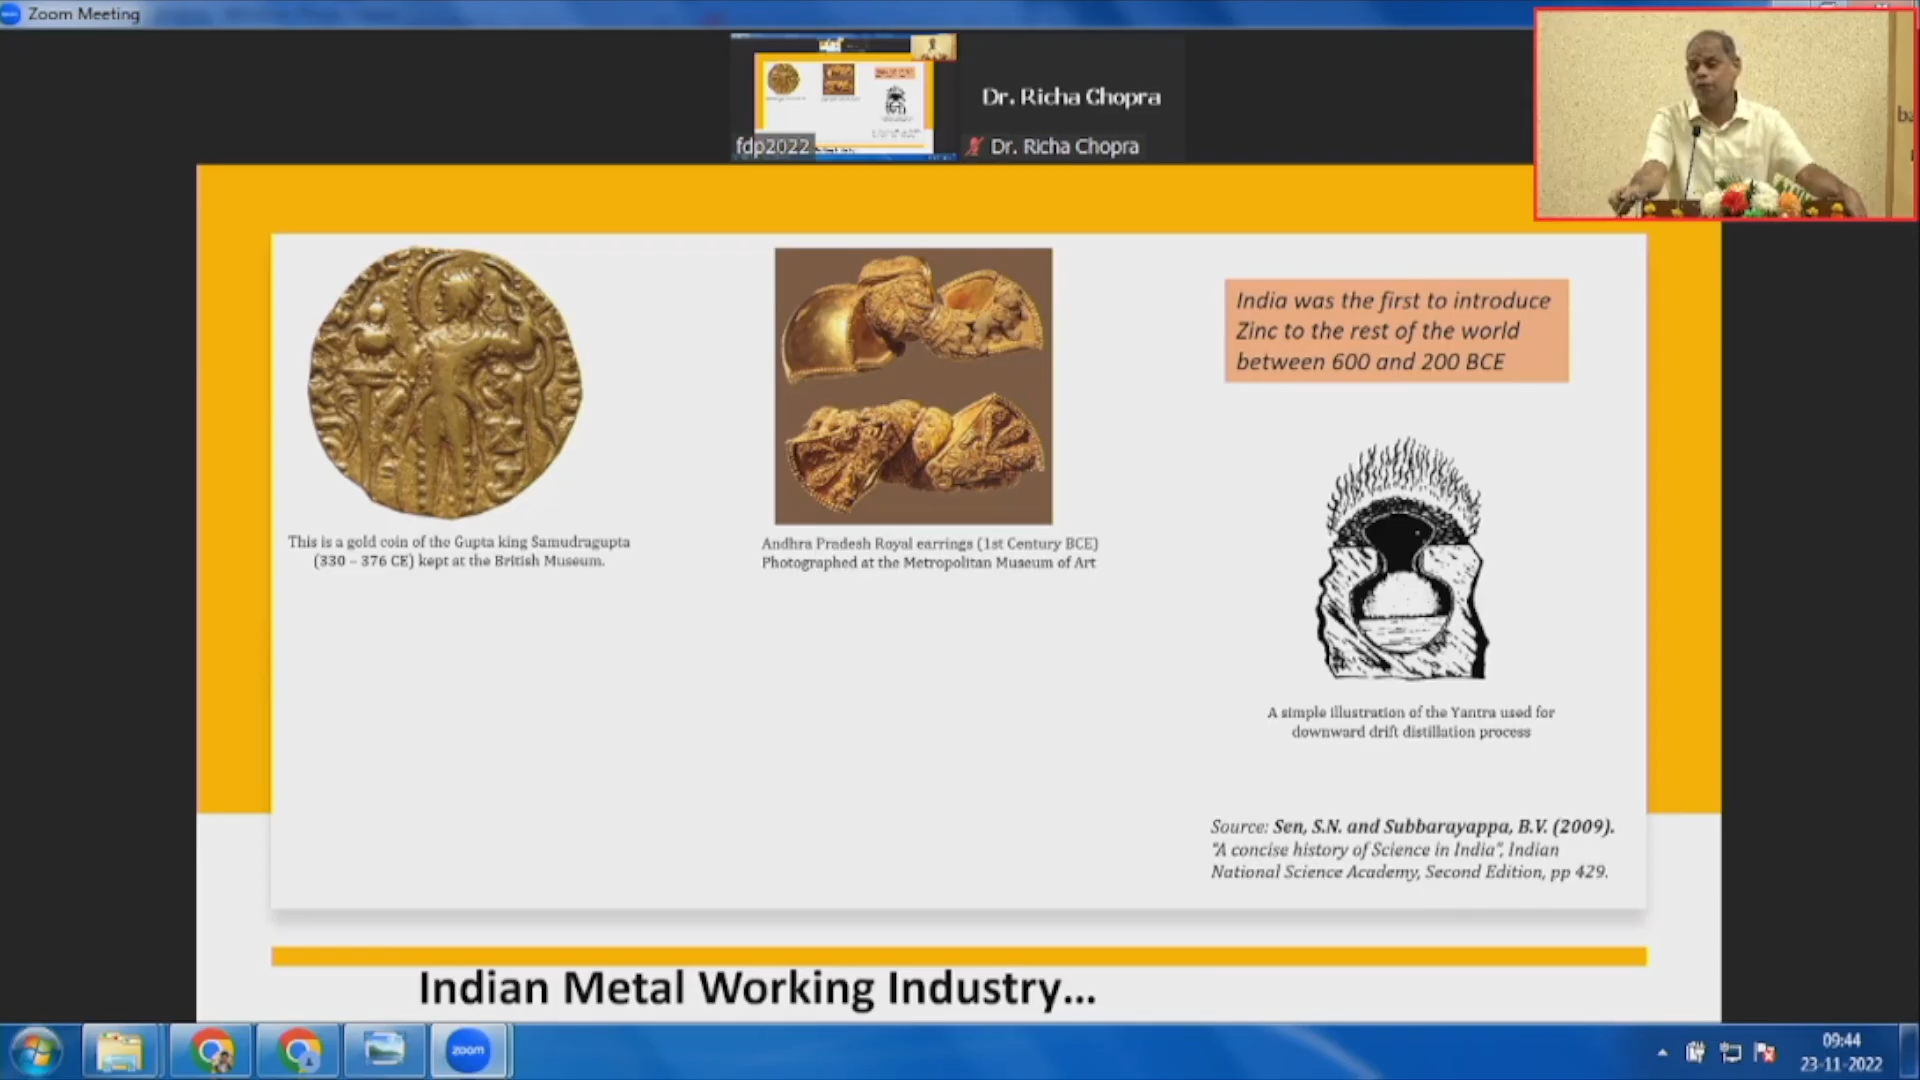 Zoom Meeting
fdp2022
Dr. Richa Chopra
Dr. Richa Chopra
India was the first to introduce
Zinc to the rest of the world
between 600 and 200 BCE
This is a gold coin of the Gupta king Samudragupta
(330 – 376 CE) kept at the British Museum.
Andhra Pradesh Royal earrings (1st Century BCE)
Photographed at the Metropolitan Museum of Art
A simple illustration of the Yantra used for
downward drift distillation process
Source: Sen, S.N. and Subbarayappa, B.V. (2009).
"A concise history of Science in India", Indian
National Science Academy, Second Edition, pp 429.
Indian Metal Working Industry...
zoom
09:44
23-11-2022